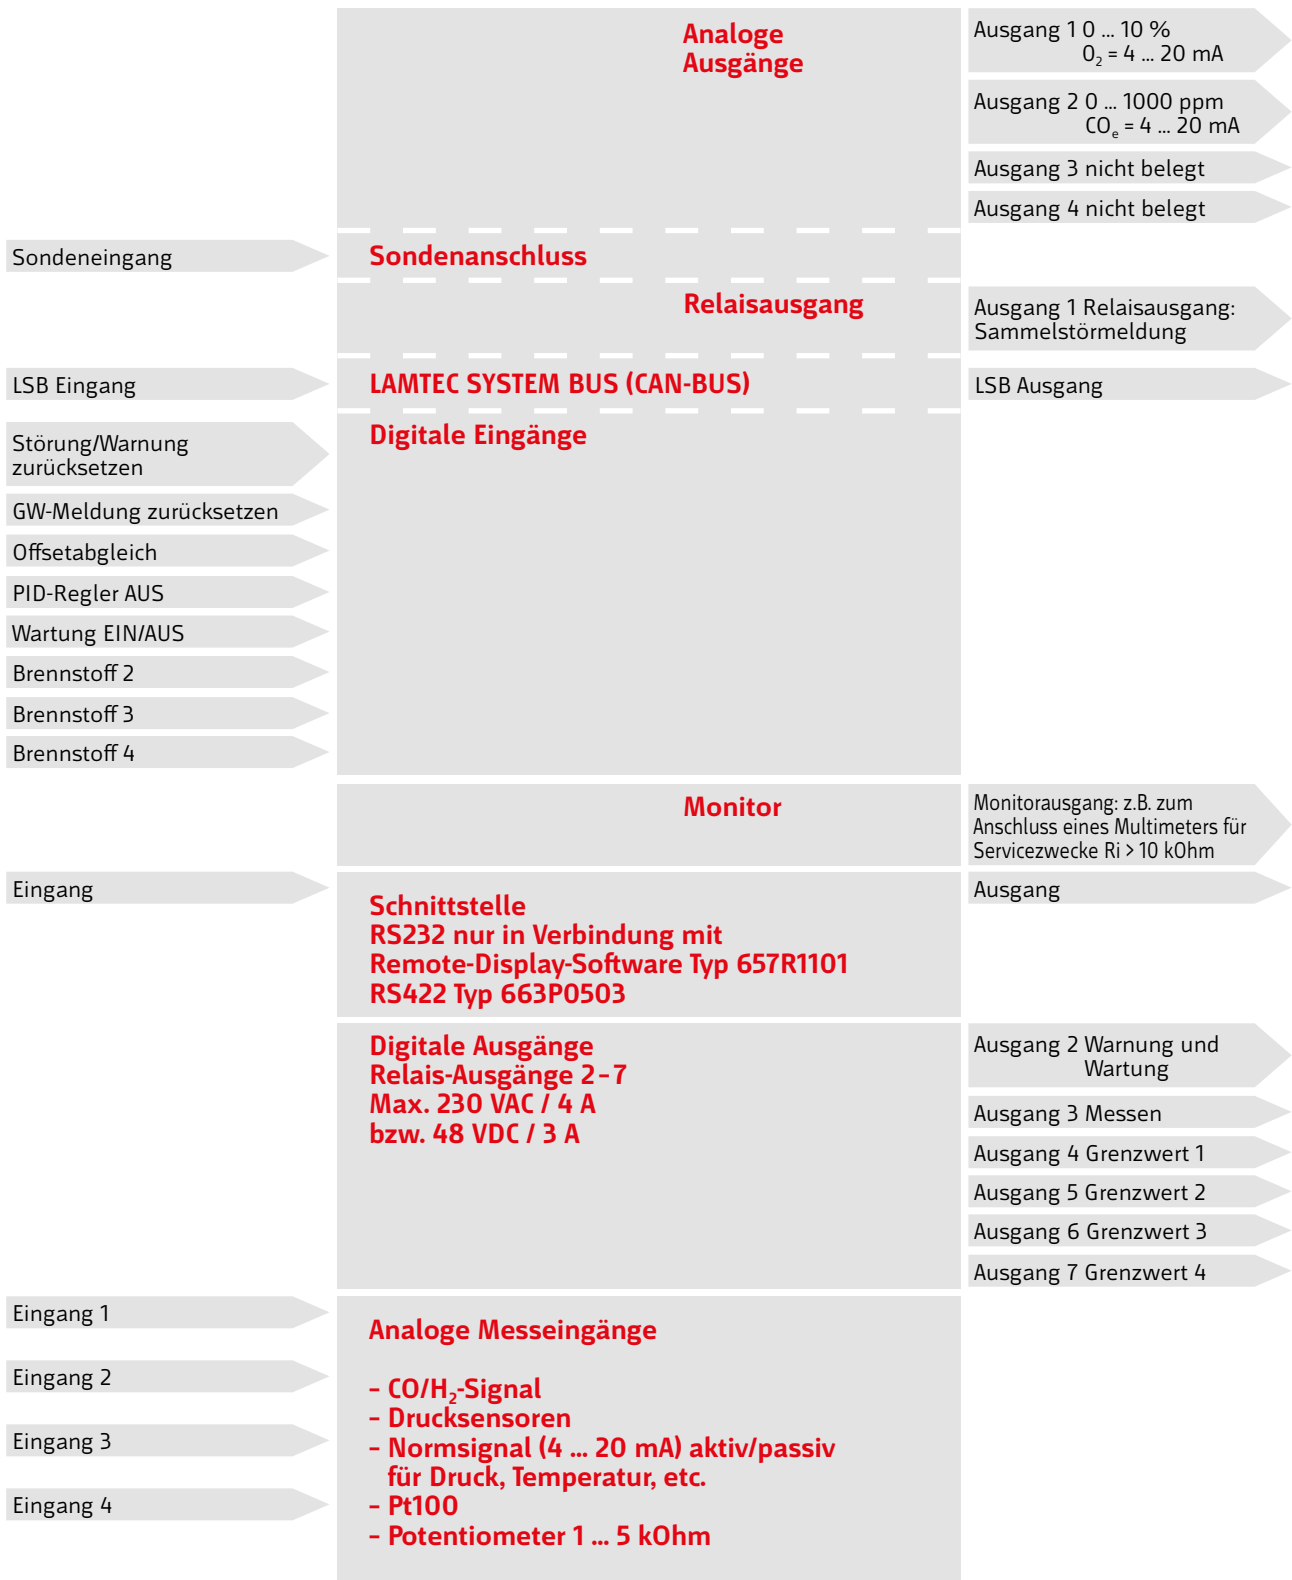 Analoge
Ausgänge
Ausgang 1 0 ... 10 %
O₂ = 4 ... 20 mA
Ausgang 2 0 ... 1000 ppm
COₑ = 4 ... 20 mA
Ausgang 3 nicht belegt
Ausgang 4 nicht belegt
Sondeneingang
Sondenanschluss
Relaisausgang
Ausgang 1 Relaisausgang:
Sammelstörmeldung
LSB Eingang
LAMTEC SYSTEM BUS (CAN-BUS)
LSB Ausgang
Digitale Eingänge
Störung/Warnung
zurücksetzen
GW-Meldung zurücksetzen
Offsetabgleich
PID-Regler AUS
Wartung EIN/AUS
Brennstoff 2
Brennstoff 3
Brennstoff 4
Monitor
Monitorausgang: z.B. zum
Anschluss eines Multimeters für
Servicezwecke Ri > 10 kOhm
Eingang
Schnittstelle
RS232 nur in Verbindung mit
Remote-Display-Software Typ 657R1101
RS422 Typ 663P0503
Ausgang
Digitale Ausgänge
Relais-Ausgänge 2–7
Max. 230 VAC / 4 A
bzw. 48 VDC / 3 A
Ausgang 2 Warnung und
Wartung
Ausgang 3 Messen
Ausgang 4 Grenzwert 1
Ausgang 5 Grenzwert 2
Ausgang 6 Grenzwert 3
Ausgang 7 Grenzwert 4
Eingang 1
Eingang 2
Eingang 3
Eingang 4
Analoge Messeingänge
– CO/H₂-Signal
– Drucksensoren
– Normsignal (4 ... 20 mA) aktiv/passiv
für Druck, Temperatur, etc.
– Pt100
– Potentiometer 1 ... 5 kOhm